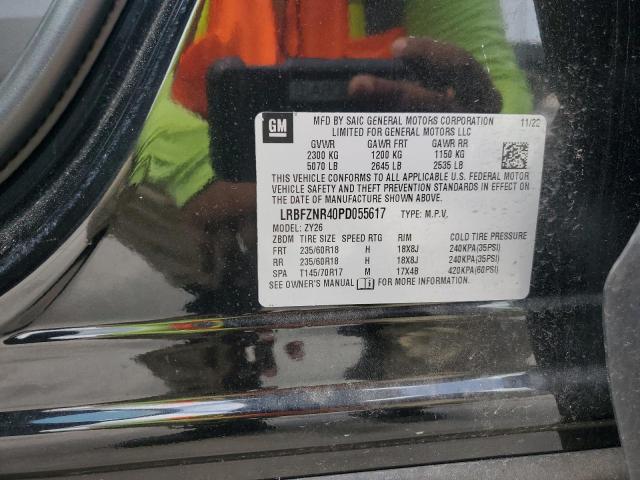 GM
MFD BY SAIC GENERAL MOTORS CORPORATION 11/22
LIMITED FOR GENERAL MOTORS LLC
GVWR GAWR FRT GAWR RR
2300 KG 1200 KG 1150 KG
5070 LB 2645 LB 2535 LB
THIS VEHICLE CONFORMS TO ALL APPLICABLE U.S. FEDERAL MOTOR
VEHICLE SAFETY AND THEFT PREVENTION STANDARDS IN EFFECT ON
THE DATE OF MANUFACTURE SHOWN ABOVE.
LRBFZNR40PD055617 TYPE: M.P.V.
MODEL: ZY26
ZBDM TIRE SIZE SPEED RTG RIM COLD TIRE PRESSURE
FRT 235/60R18 H 18X8J 240KPA(35PSI)
RR 235/60R18 H 18X8J 240KPA(35PSI)
SPA T145/70R17 M 17X4B 420KPA(60PSI)
SEE OWNER'S MANUAL FOR MORE INFORMATION.